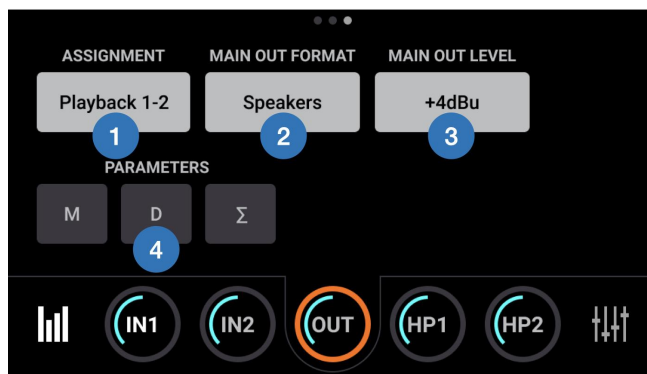 ASSIGNMENT MAIN OUT FORMAT MAIN OUT LEVEL
Playback 1-2 Speakers +4dBu
1 2 3
PARAMETERS
M D Σ
4
IN1 IN2 OUT HP1 HP2